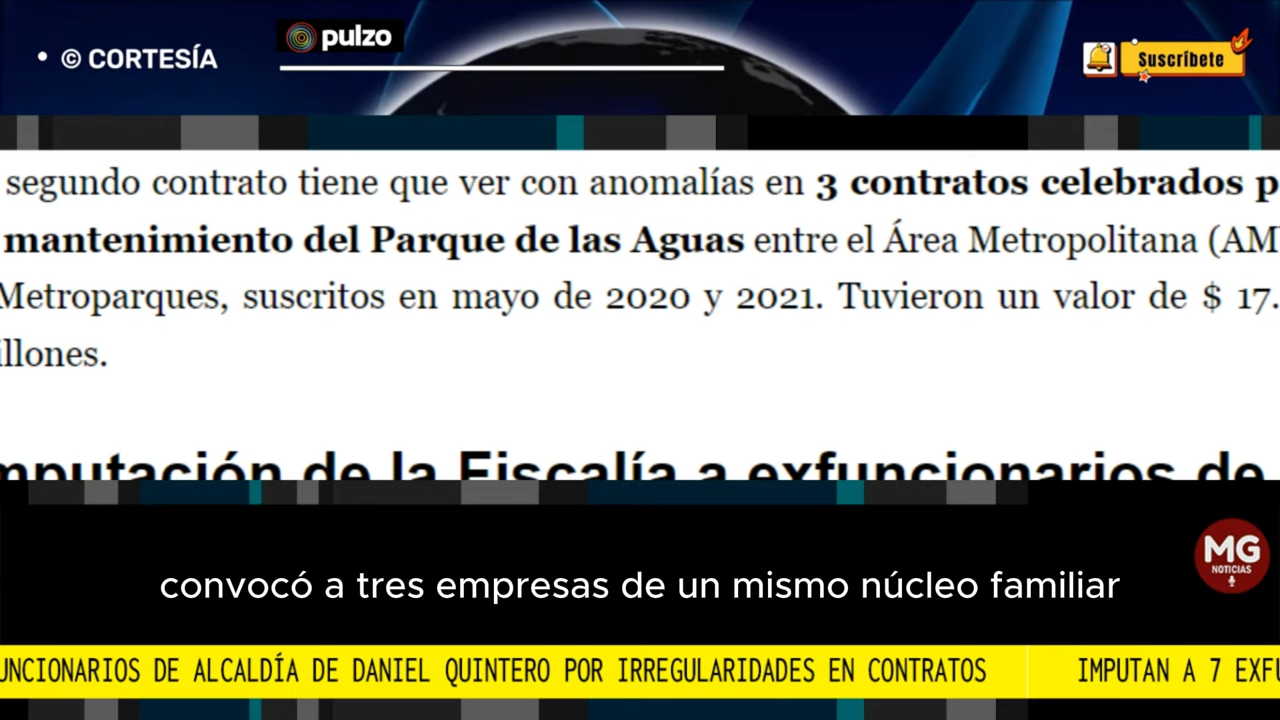 • © CORTESÍA
pulzo
Suscríbete
segundo contrato tiene que ver con anomalías en 3 contratos celebrados p
mantenimiento del Parque de las Aguas entre el Área Metropolitana (AM
Metroparques, suscritos en mayo de 2020 y 2021. Tuvieron un valor de $ 17.
illones.
mputación de la Fiscalía a exfuncionarios de
MG
NOTICIAS
convocó a tres empresas de un mismo núcleo familiar
UNCIONARIOS DE ALCALDÍA DE DANIEL QUINTERO POR IRREGULARIDADES EN CONTRATOS IMPUTAN A 7 EXFU